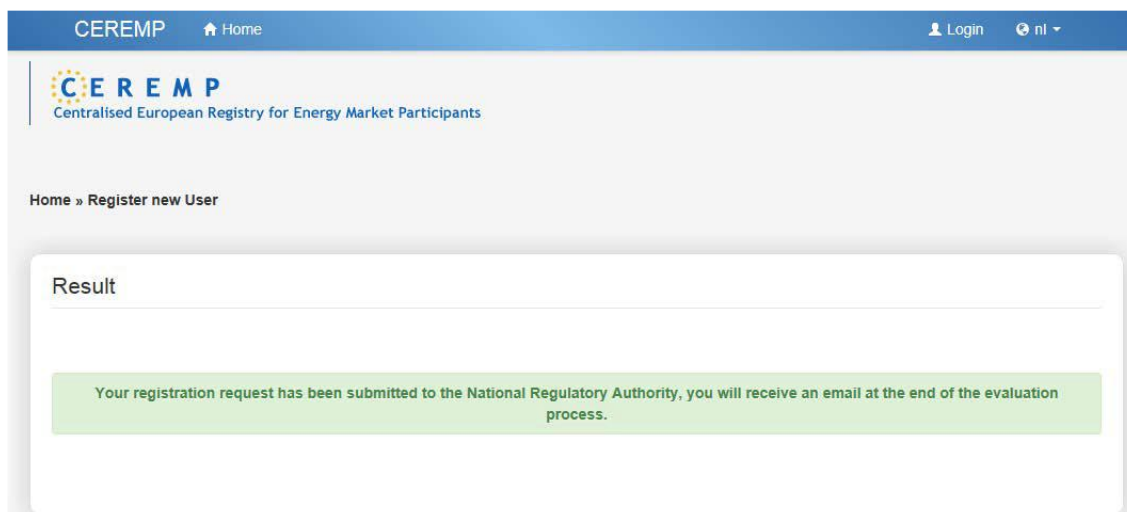 CEREMP Home Login nl
CEREMP
Centralised European Registry for Energy Market Participants
Home » Register new User
Result
Your registration request has been submitted to the National Regulatory Authority, you will receive an email at the end of the evaluation
process.